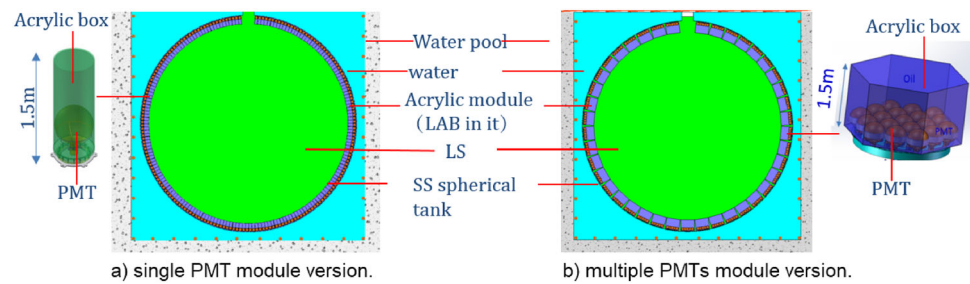 Acrylic box
1.5m
PMT
Water pool
water
Acrylic module
(LAB in it)
LS
SS spherical
tank
Acrylic box
1.5m
Oil
PMT
PMT
a) single PMT module version.
b) multiple PMTs module version.